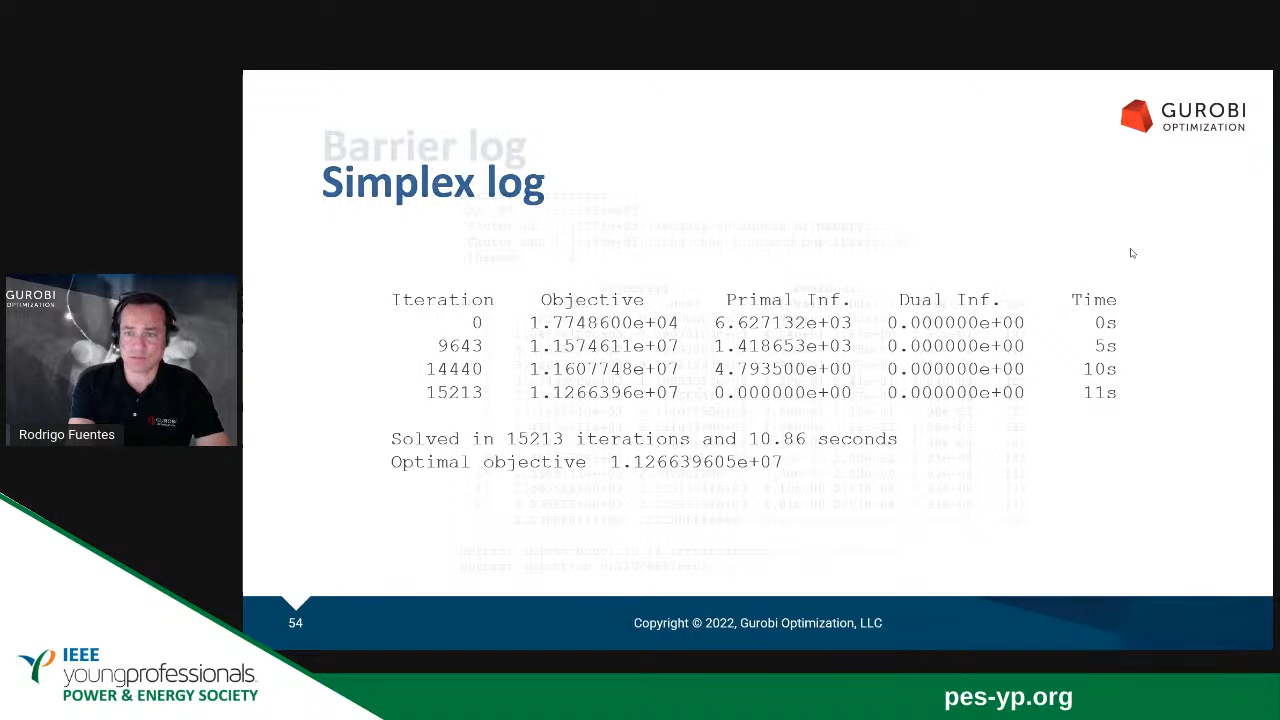 GUROBI
OPTIMIZATION
Barrier log
Simplex log
Iteration Objective Primal Inf. Dual Inf. Time
0 1.7748600e+04 6.627132e+03 0.000000e+00 0s
9643 1.1574611e+07 1.418653e+03 0.000000e+00 5s
14440 1.1607748e+07 4.793500e+00 0.000000e+00 10s
15213 1.1266396e+07 0.000000e+00 0.000000e+00 11s
Solved in 15213 iterations and 10.86 seconds
Optimal objective 1.126639605e+07
GUROBI
OPTIMIZATION
Rodrigo Fuentes
54
Copyright © 2022, Gurobi Optimization, LLC
IEEE
youngprofessionals
POWER & ENERGY SOCIETY
pes-yp.org